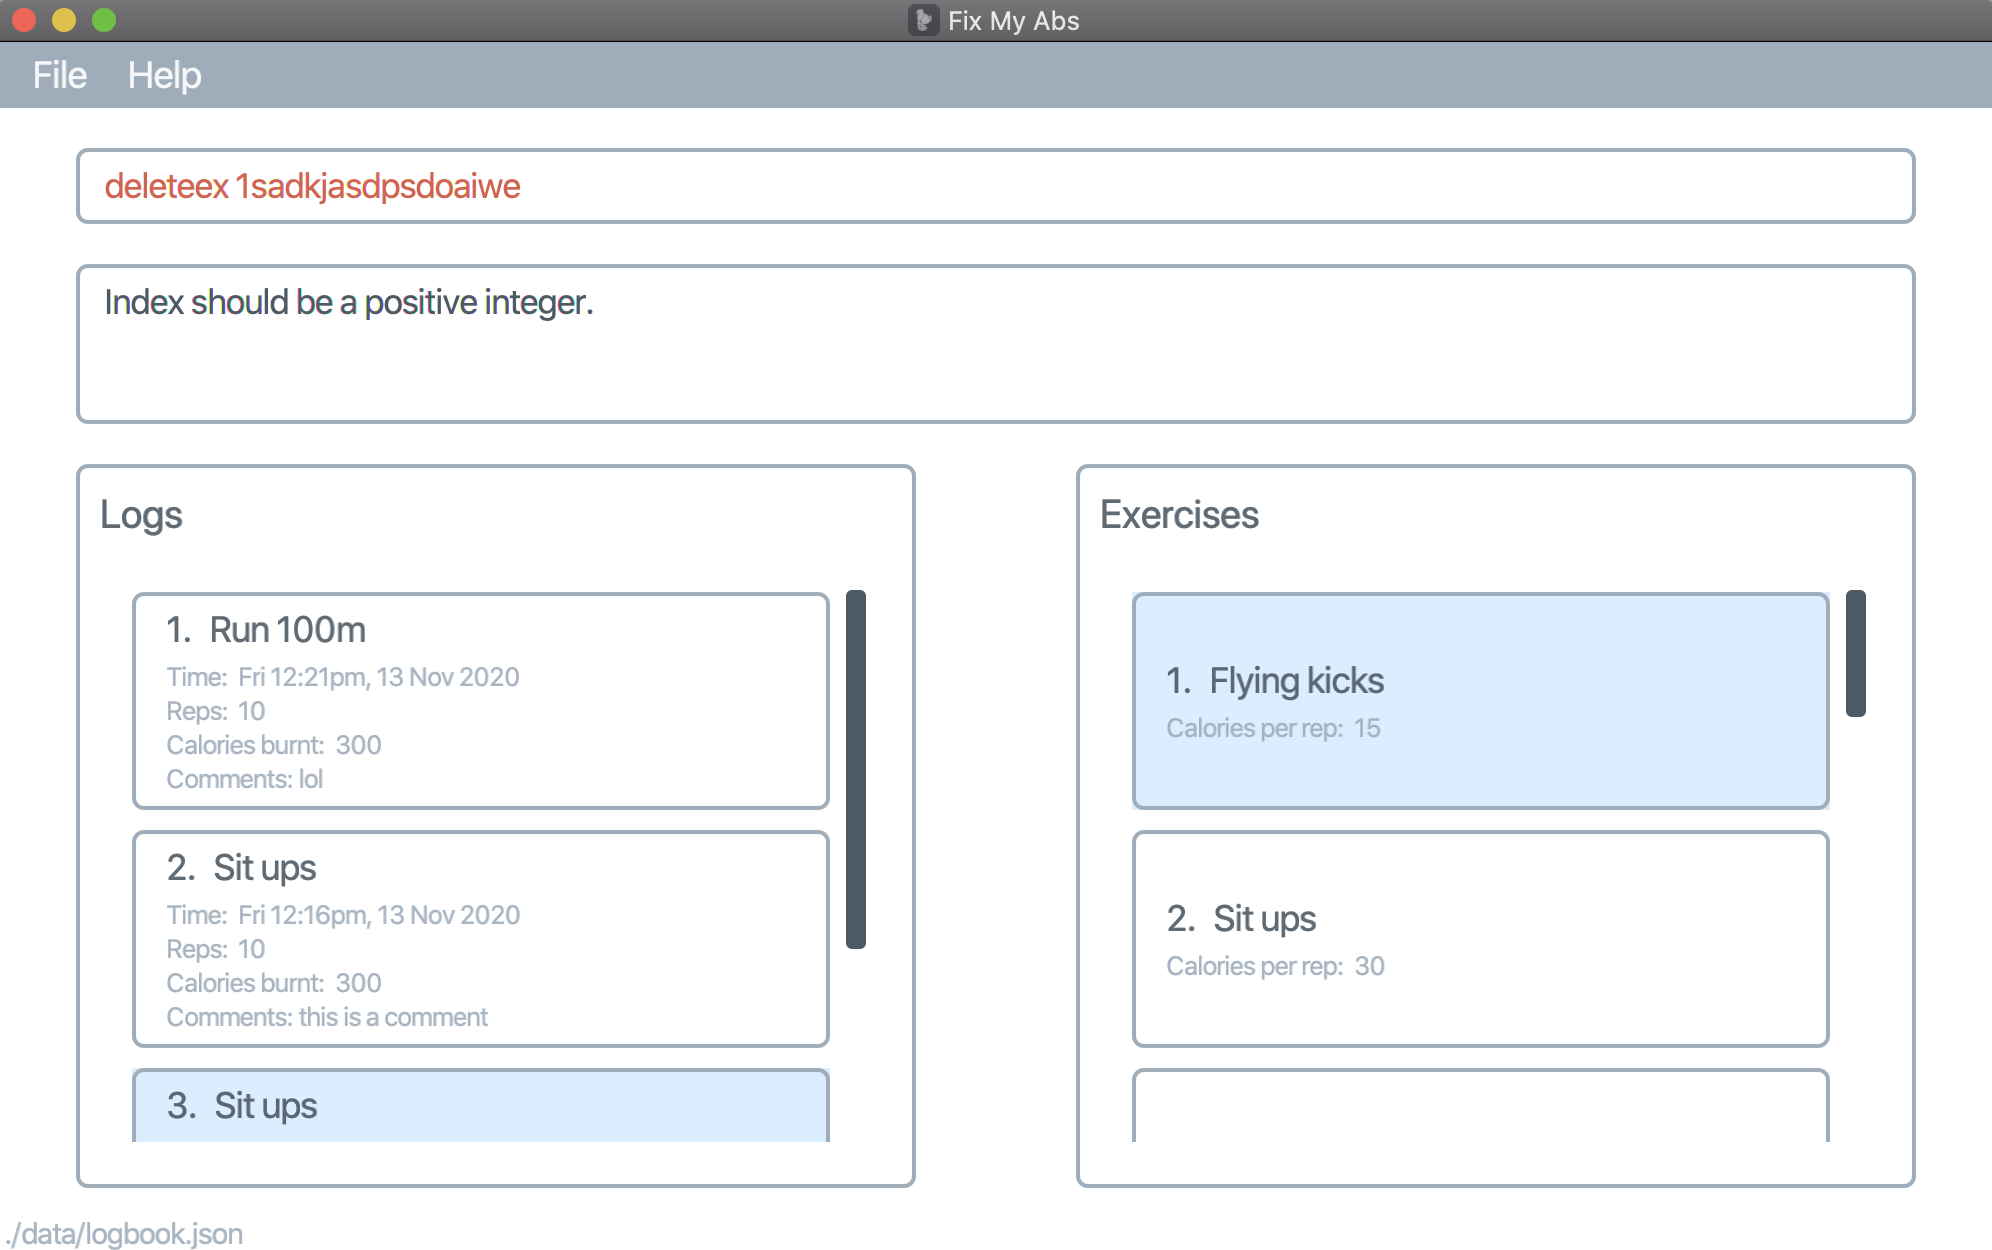 Fix My Abs
File Help
deleteex 1sadkjasdpsdoaiwe
Index should be a positive integer.
Logs
1. Run 100m
Time: Fri 12:21pm, 13 Nov 2020
Reps: 10
Calories burnt: 300
Comments: lol
2. Sit ups
Time: Fri 12:16pm, 13 Nov 2020
Reps: 10
Calories burnt: 300
Comments: this is a comment
3. Sit ups
Exercises
1. Flying kicks
Calories per rep: 15
2. Sit ups
Calories per rep: 30
./data/logbook.json